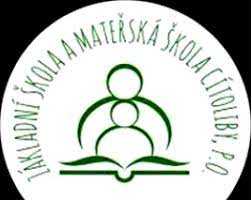 ZÁKLADNÍ ŠKOLA A MATEŘSKÁ ŠKOLA CÍTOLIBY, P.O.